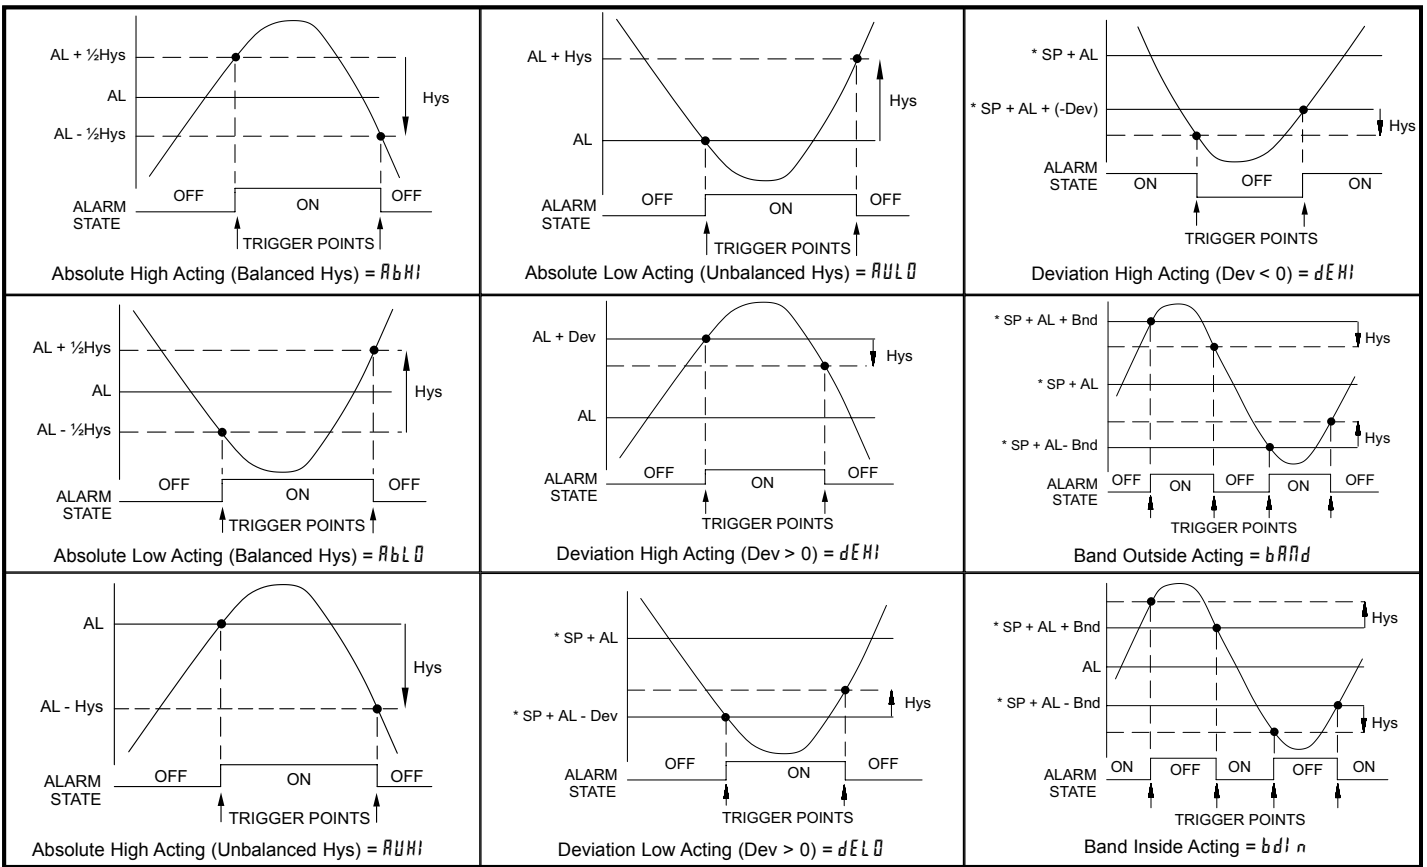 AL + ½Hys
AL
AL - ½Hys
Hys
OFF
ON
OFF
ALARM
STATE
TRIGGER POINTS
Absolute High Acting (Balanced Hys) = AbHI
AL + Hys
AL
Hys
OFF
ON
OFF
ALARM
STATE
TRIGGER POINTS
Absolute Low Acting (Unbalanced Hys) = AULO
* SP + AL
* SP + AL + (-Dev)
Hys
ALARM
STATE
ON
OFF
ON
TRIGGER POINTS
Deviation High Acting (Dev < 0) = dEHI
AL + ½Hys
AL
AL - ½Hys
Hys
OFF
ON
OFF
ALARM
STATE
TRIGGER POINTS
Absolute Low Acting (Balanced Hys) = AbLO
AL + Dev
Hys
AL
OFF
ON
OFF
ALARM
STATE
TRIGGER POINTS
Deviation High Acting (Dev > 0) = dEHI
* SP + AL + Bnd
Hys
* SP + AL
* SP + AL- Bnd
Hys
ALARM
STATE
OFF
ON
OFF
ON
OFF
TRIGGER POINTS
Band Outside Acting = bANd
AL
Hys
AL - Hys
OFF
ON
OFF
ALARM
STATE
TRIGGER POINTS
Absolute High Acting (Unbalanced Hys) = AUHI
* SP + AL
Hys
* SP + AL - Dev
OFF
ON
OFF
ALARM
STATE
TRIGGER POINTS
Deviation Low Acting (Dev > 0) = dELO
Hys
* SP + AL + Bnd
AL
* SP + AL - Bnd
Hys
ALARM
STATE
ON
OFF
ON
OFF
ON
TRIGGER POINTS
Band Inside Acting = bdIn